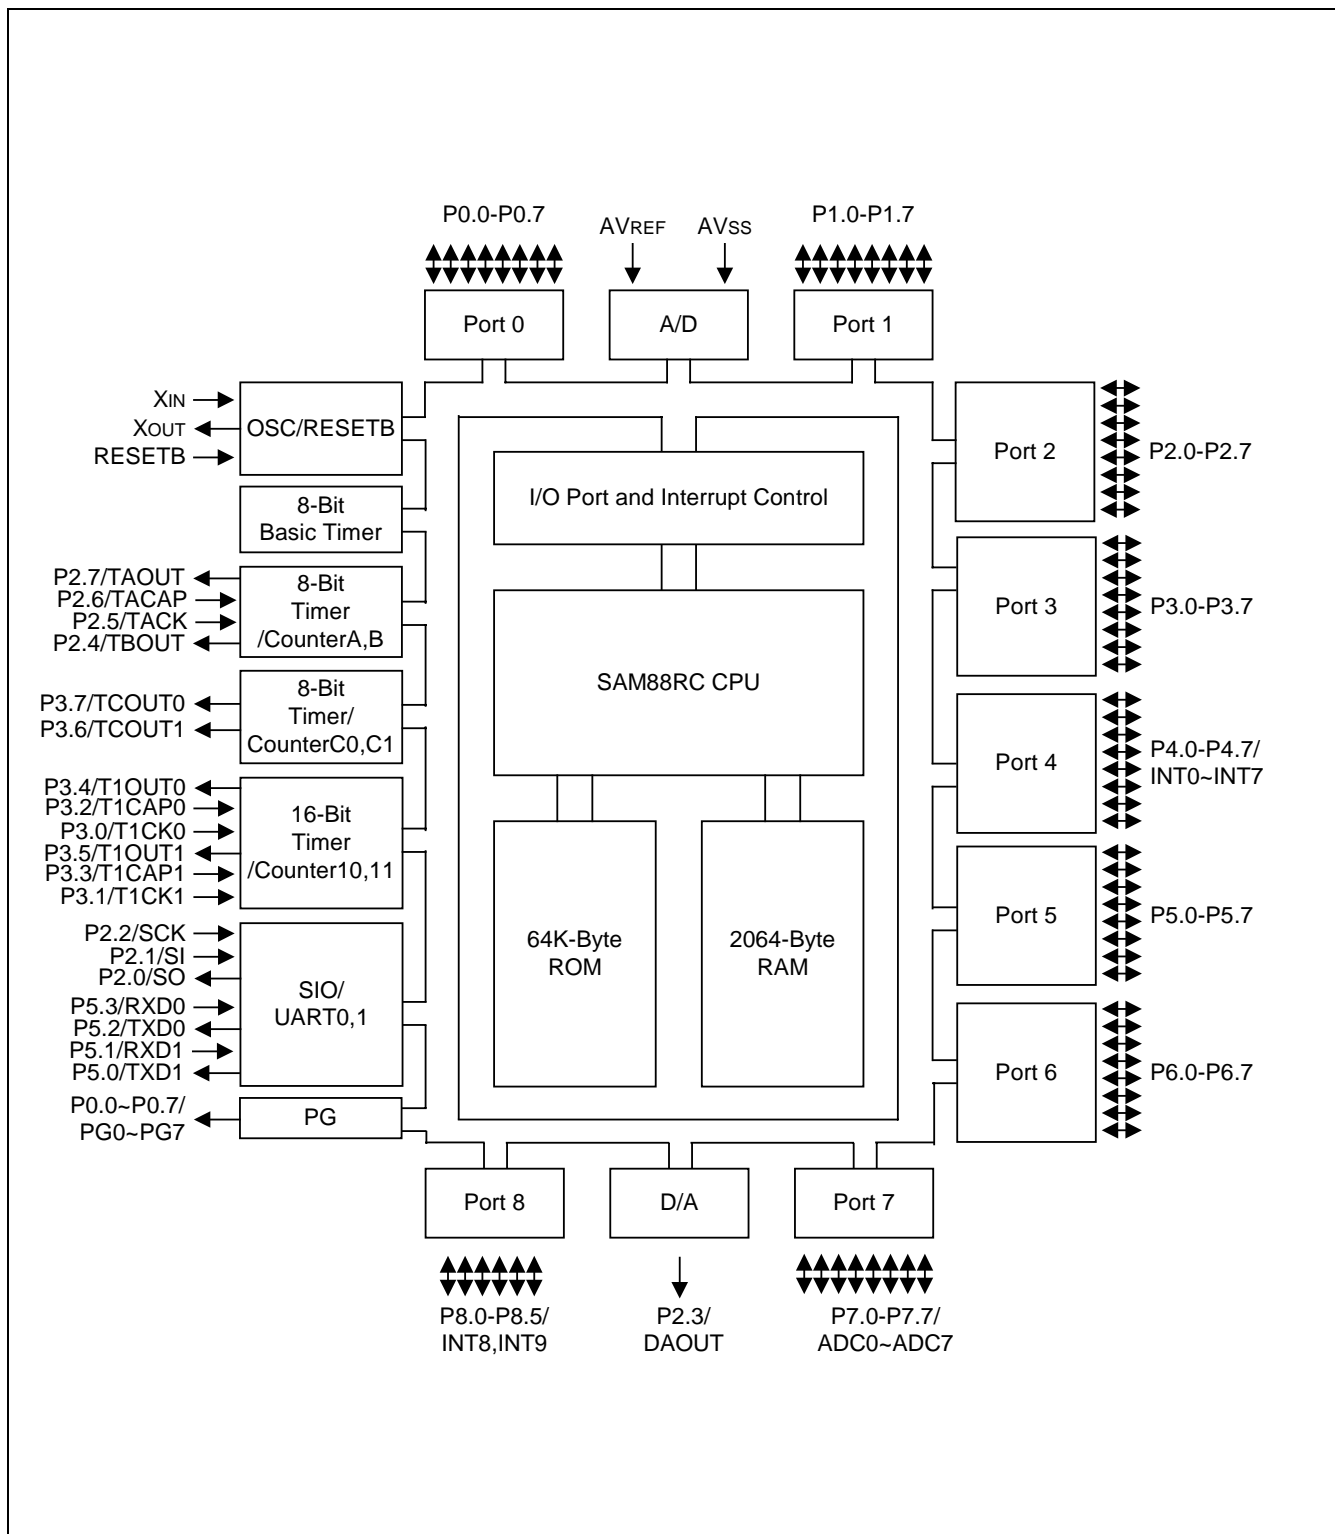 P0.0-P0.7
AVREF
AVSS
P1.0-P1.7
Port 0
A/D
Port 1
XIN
XOUT
RESETB
OSC/RESETB
Port 2
P2.0-P2.7
I/O Port and Interrupt Control
8-Bit
Basic Timer
P2.7/TAOUT
P2.6/TACAP
P2.5/TACK
P2.4/TBOUT
8-Bit
Timer
/CounterA,B
Port 3
P3.0-P3.7
SAM88RC CPU
P3.7/TCOUT0
P3.6/TCOUT1
8-Bit
Timer/
CounterC0,C1
Port 4
P4.0-P4.7/
INT0~INT7
P3.4/T1OUT0
P3.2/T1CAP0
P3.0/T1CK0
P3.5/T1OUT1
P3.3/T1CAP1
P3.1/T1CK1
16-Bit
Timer
/Counter10,11
64K-Byte
ROM
2064-Byte
RAM
Port 5
P5.0-P5.7
P2.2/SCK
P2.1/SI
P2.0/SO
P5.3/RXD0
P5.2/TXD0
P5.1/RXD1
P5.0/TXD1
SIO/
UART0,1
Port 6
P6.0-P6.7
P0.0~P0.7/
PG0~PG7
PG
Port 8
D/A
Port 7
P8.0-P8.5/
INT8,INT9
P2.3/
DAOUT
P7.0-P7.7/
ADC0~ADC7